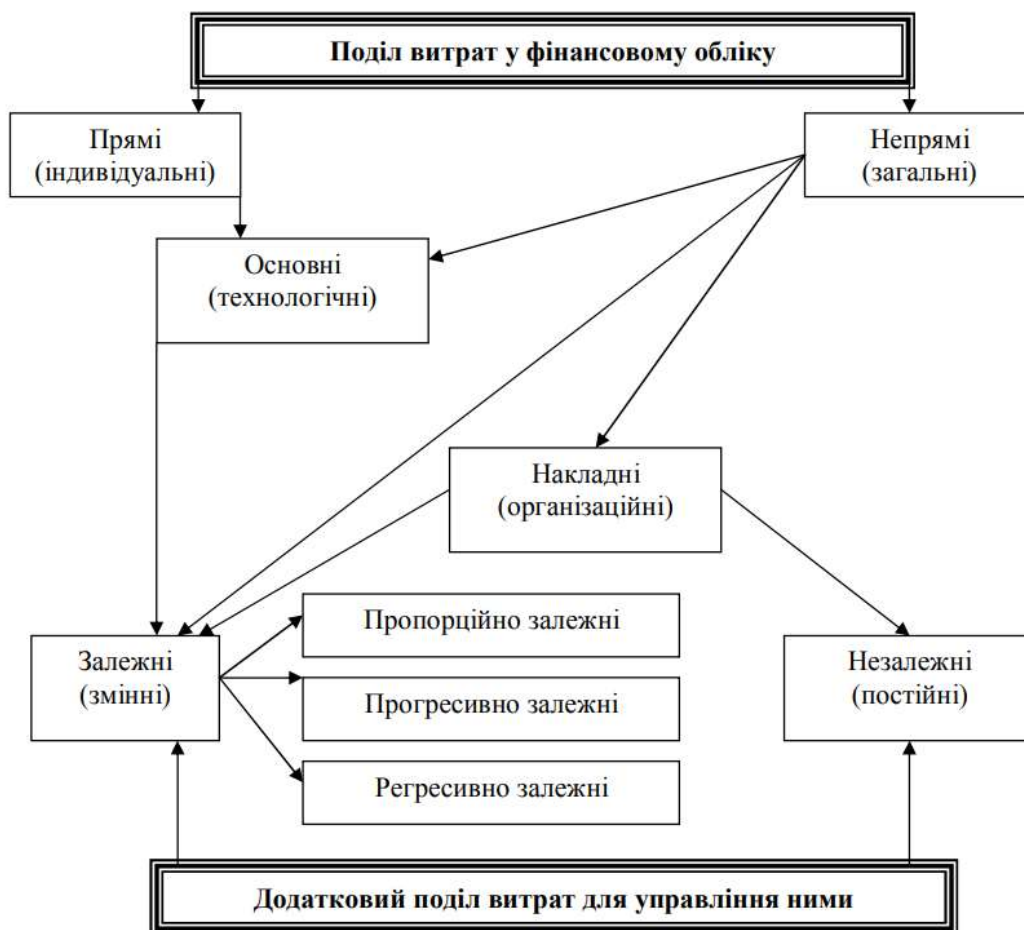 Поділ витрат у фінансовому обліку
Прямі
(індивідуальні)
Непрямі
(загальні)
Основні
(технологічні)
Накладні
(організаційні)
Пропорційно залежні
Залежні
(змінні)
Незалежні
(постійні)
Прогресивно залежні
Регресивно залежні
Додатковий поділ витрат для управління ними